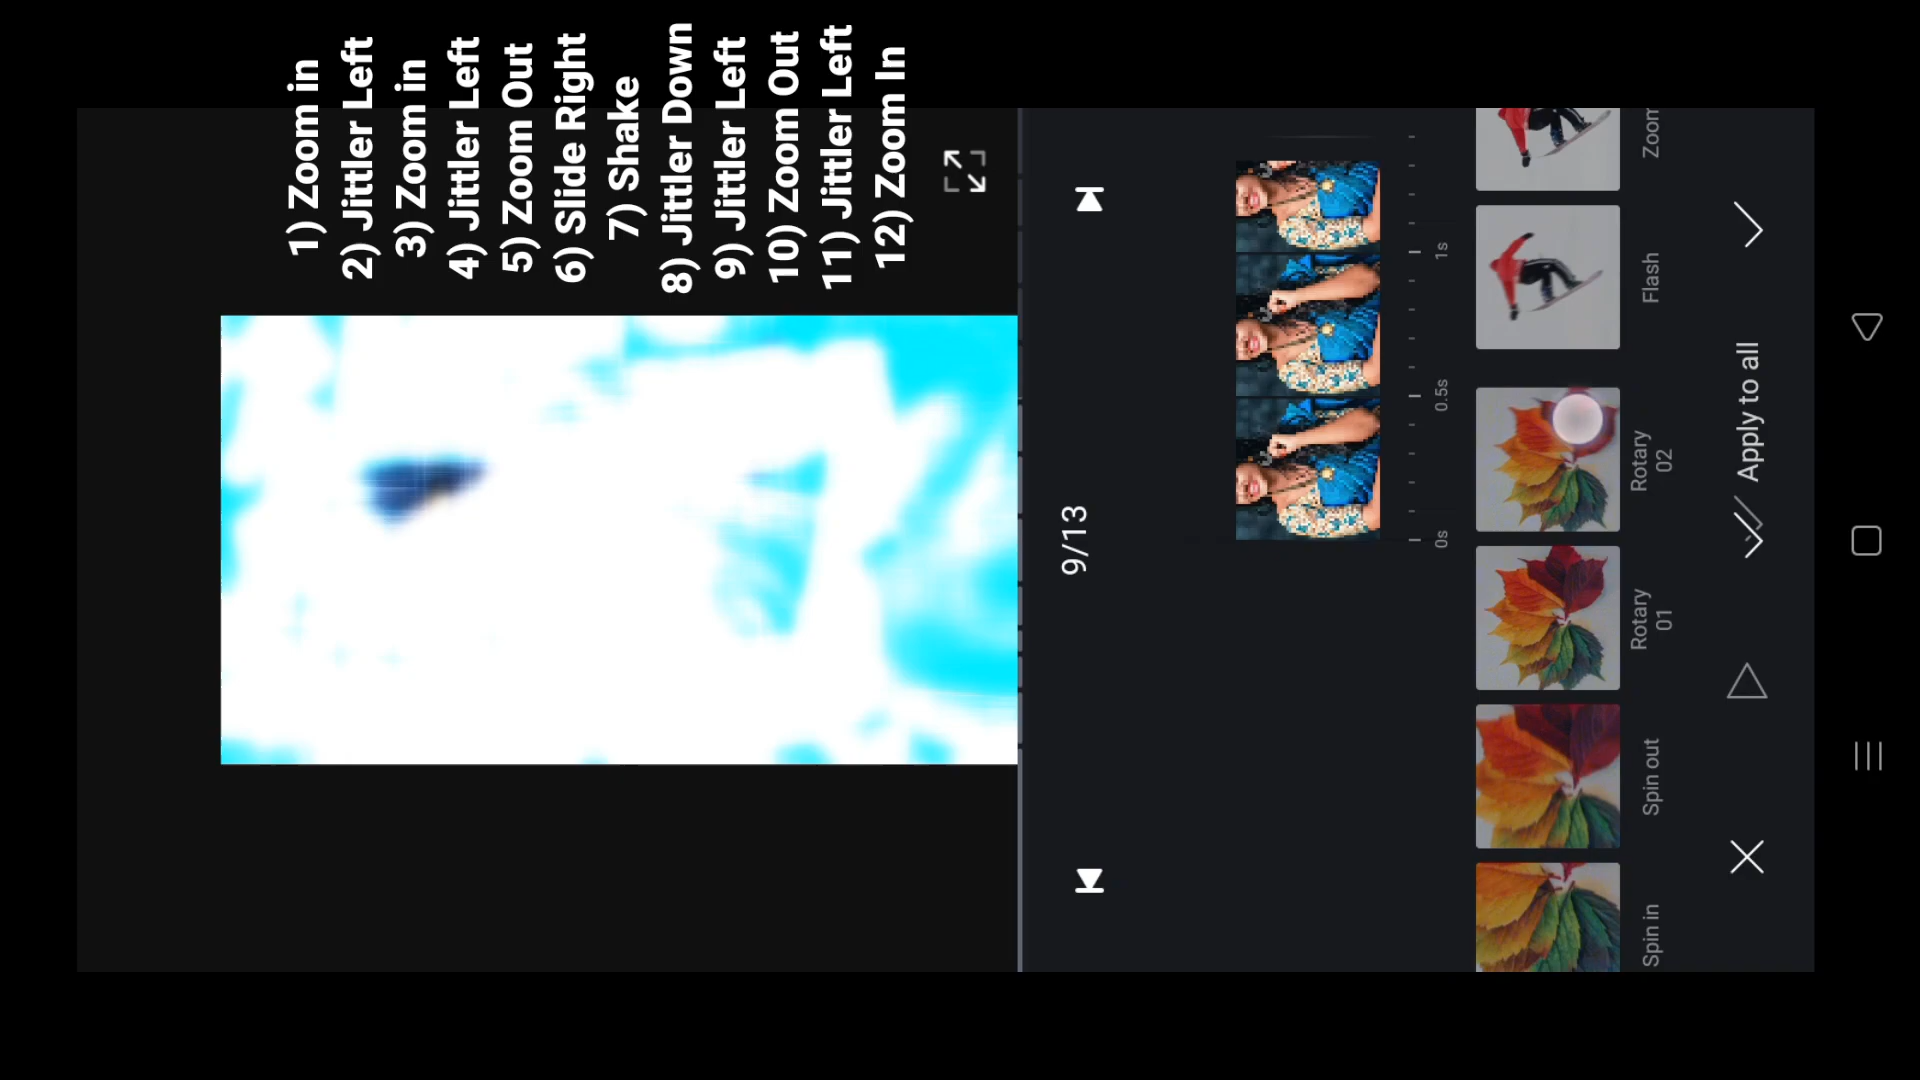 1) Zoom in
2) Jittler Left
3) Zoom in
4) Jittler Left
5) Zoom Out
6) Slide Right
7) Shake
8) Jittler Down
9) Jittler Left
10) Zoom Out
11) Jittler Left
12) Zoom In
9/13
0s
0.5s
1s
Spin in
Spin out
Rotary
01
Rotary
02
Flash
Zoom
Apply to all